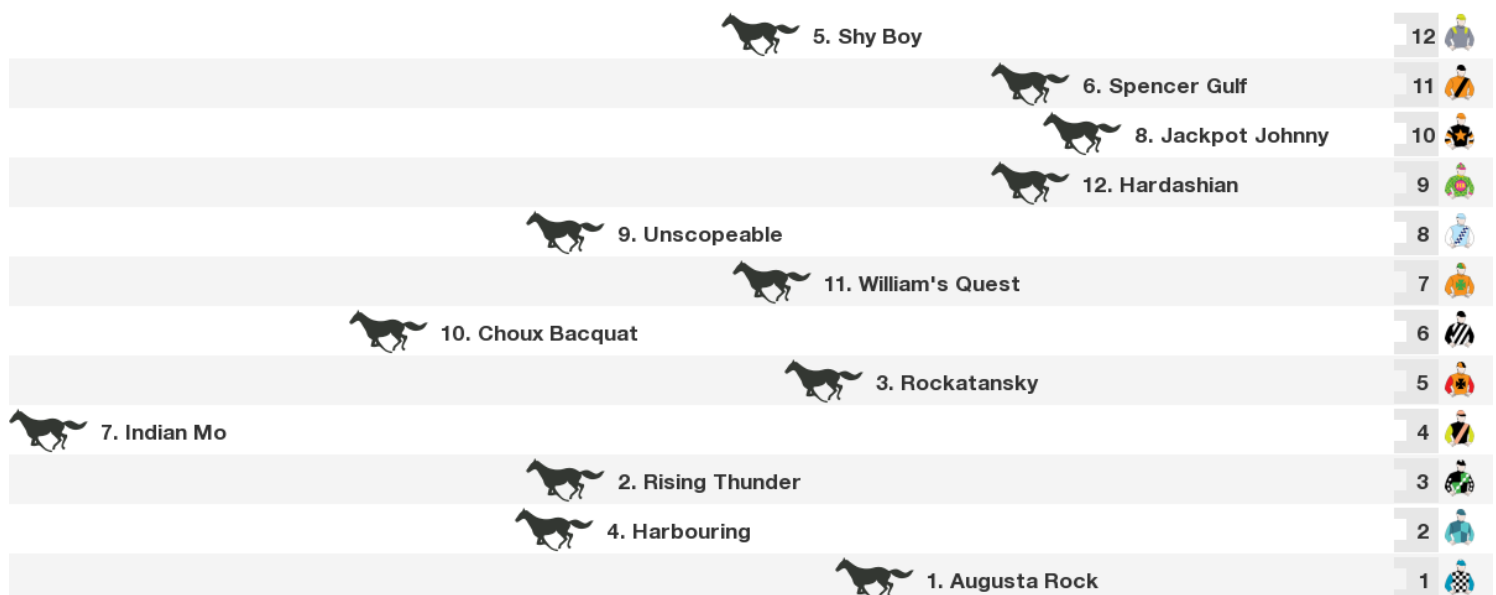 5. Shy Boy 12
6. Spencer Gulf 11
8. Jackpot Johnny 10
12. Hardashian 9
9. Unscopeable 8
11. William's Quest 7
10. Choux Bacquat 6
3. Rockatansky 5
7. Indian Mo 4
2. Rising Thunder 3
4. Harbouring 2
1. Augusta Rock 1